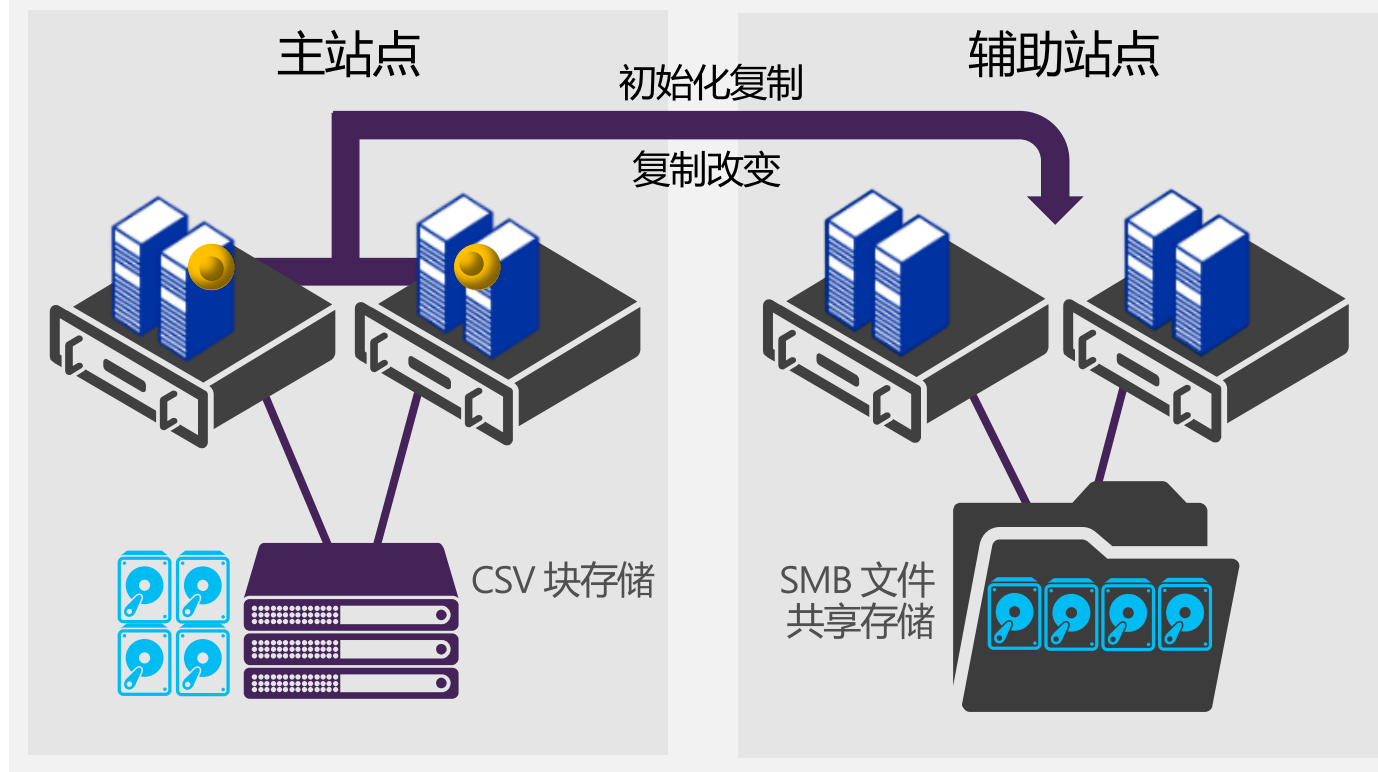 主站点
辅助站点
初始化复制
复制改变
CSV 块存储
SMB 文件
共享存储